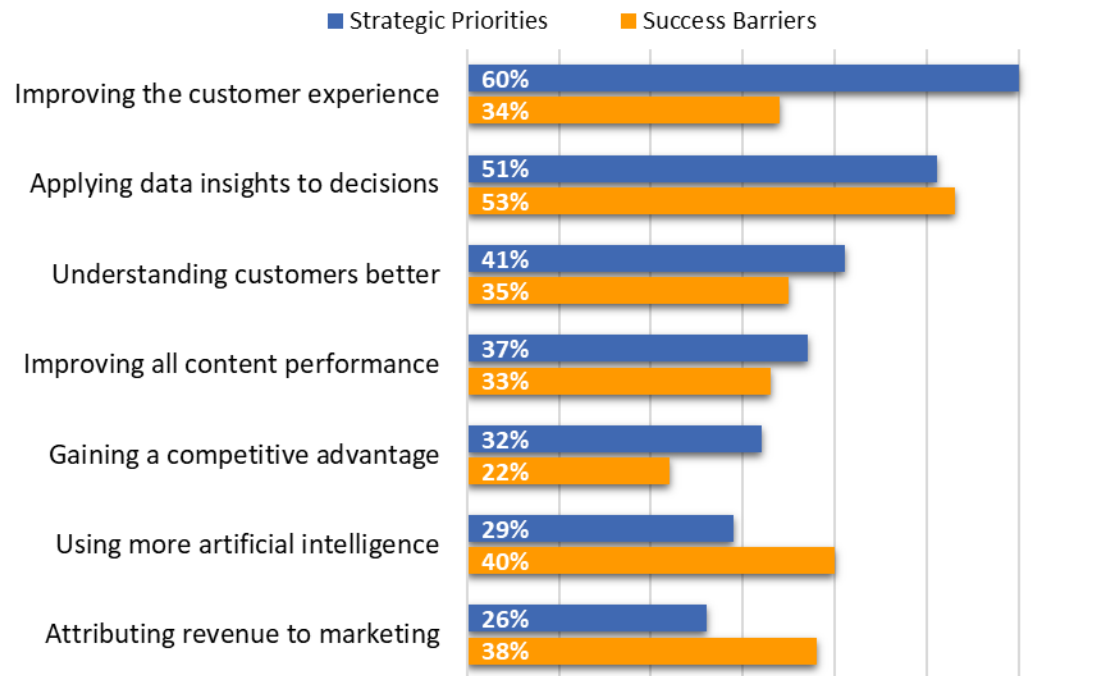 Strategic Priorities Success Barriers
Improving the customer experience
60%
34%
Applying data insights to decisions
51%
53%
Understanding customers better
41%
35%
Improving all content performance
37%
33%
Gaining a competitive advantage
32%
22%
Using more artificial intelligence
29%
40%
Attributing revenue to marketing
26%
38%